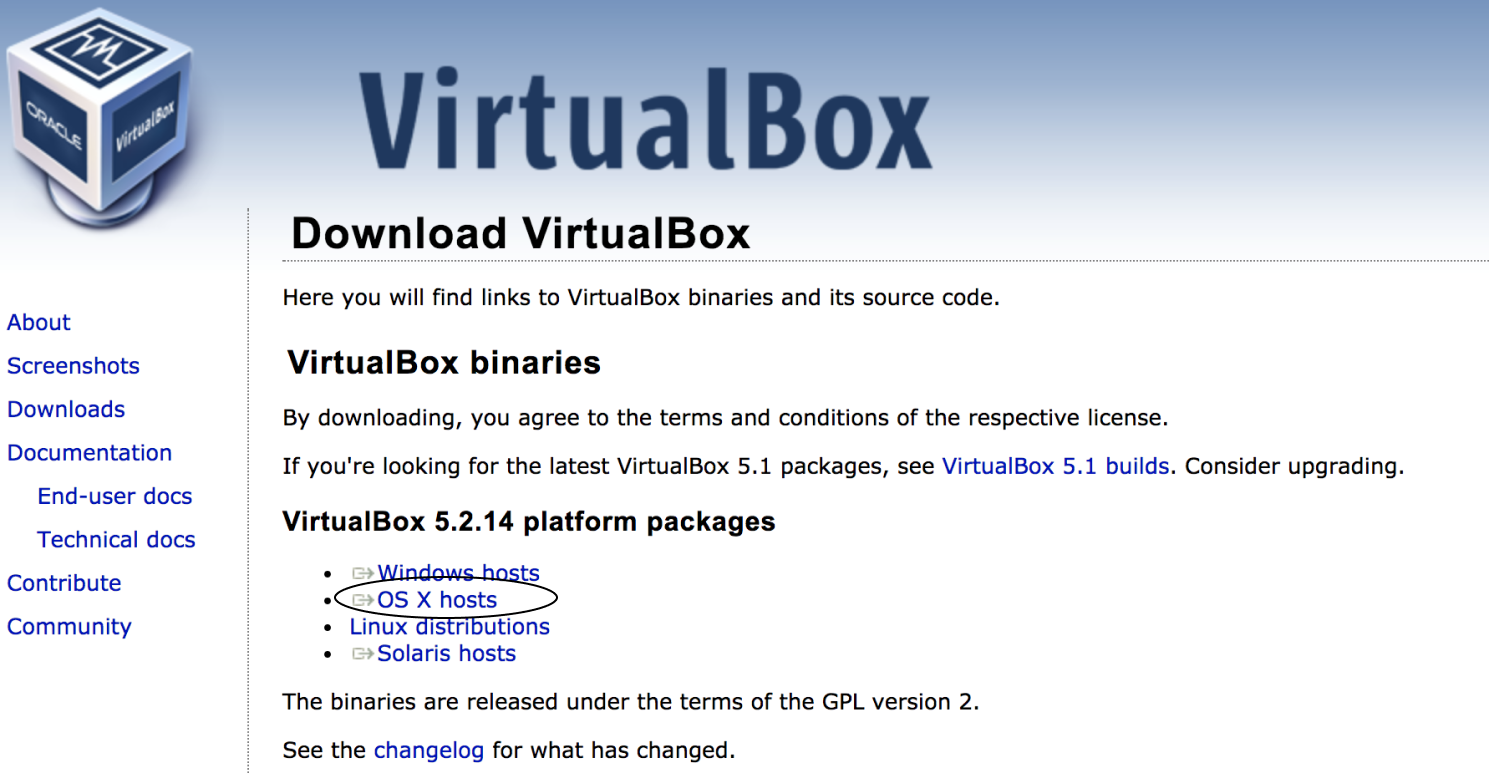 ORACLE
VirtualBox
VirtualBox
Download VirtualBox
Here you will find links to VirtualBox binaries and its source code.
About
Screenshots
Downloads
Documentation
End-user docs
Technical docs
Contribute
Community
VirtualBox binaries
By downloading, you agree to the terms and conditions of the respective license.
If you're looking for the latest VirtualBox 5.1 packages, see VirtualBox 5.1 builds. Consider upgrading.
VirtualBox 5.2.14 platform packages
Windows hosts
OS X hosts
Linux distributions
Solaris hosts
The binaries are released under the terms of the GPL version 2.
See the changelog for what has changed.